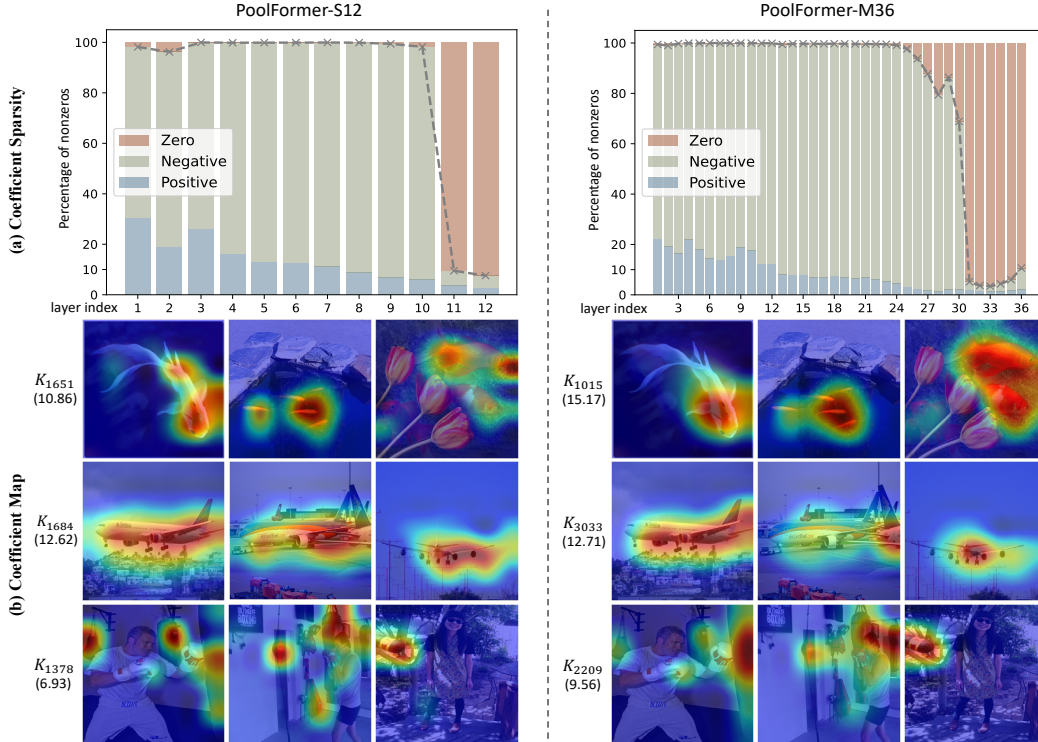 PoolFormer-S12
PoolFormer-M36
(a) Coefficient Sparsity
Percentage of nonzeros
100
80
60
40
20
10
0
Zero
Negative
Positive
layer index
1 2 3 4 5 6 7 8 9 10 11 12
Percentage of nonzeros
100
80
60
40
20
10
0
Zero
Negative
Positive
layer index
3 6 9 12 15 18 21 24 27 30 33 36
(b) Coefficient Map
K1651
(10.86)
K1015
(15.17)
K1684
(12.62)
K3033
(12.71)
K1378
(6.93)
K2209
(9.56)